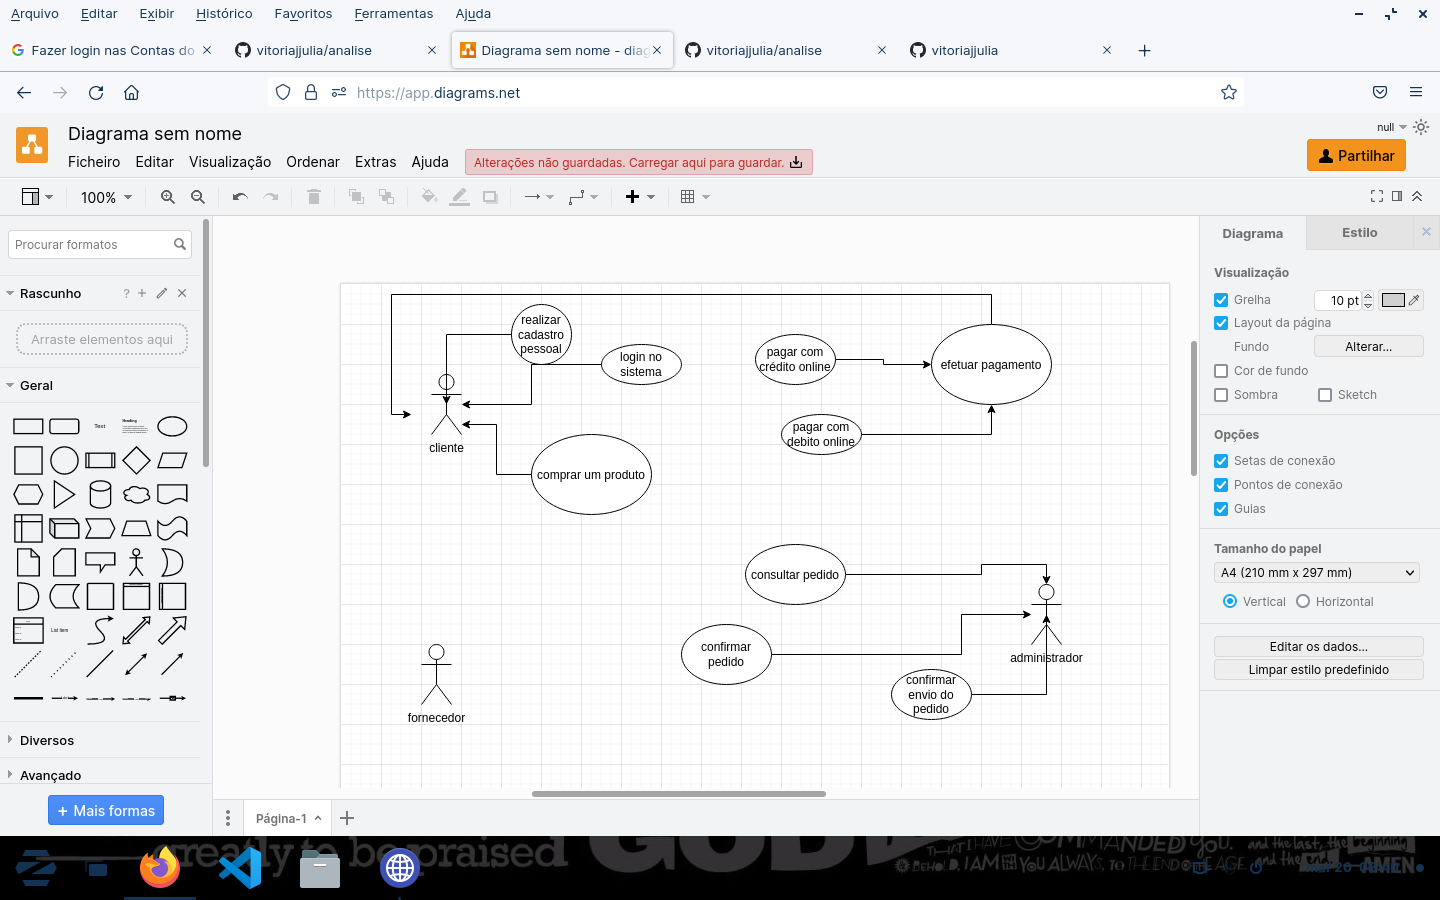 Arquivo Editar Exibir Histórico Favoritos Ferramentas Ajuda
Fazer login nas Contas do
vitoriajjulia/analise
Diagrama sem nome - diag
vitoriajjulia/analise
vitoriajjulia
https://app.diagrams.net
Diagrama sem nome
null
Ficheiro Editar Visualização Ordenar Extras Ajuda
Alterações não guardadas. Carregar aqui para guardar.
Partilhar
100%
Procurar formatos
Rascunho
?
Arraste elementos aqui
Geral
Text
Heading
List Item
Diversos
Avançado
+ Mais formas
realizar
cadastro
pessoal
login no
sistema
cliente
comprar um produto
pagar com
crédito online
efetuar pagamento
pagar com
debito online
consultar pedido
confirmar
pedido
administrador
confirmar
envio do
pedido
fornecedor
Página-1
Diagrama
Estilo
Visualização
Grelha
10 pt
Layout da página
Fundo
Alterar...
Cor de fundo
Sombra
Sketch
Opções
Setas de conexão
Pontos de conexão
Guias
Tamanho do papel
A4 (210 mm x 297 mm)
Vertical
Horizontal
Editar os dados...
Limpar estilo predefinido
greatly to be praised
GOD
THAT I HAVE COMMANDED YOU.
BEHOLD, I AM WITH YOU ALWAYS, TO THE END OF THE AGE
and the last, the
AMEN